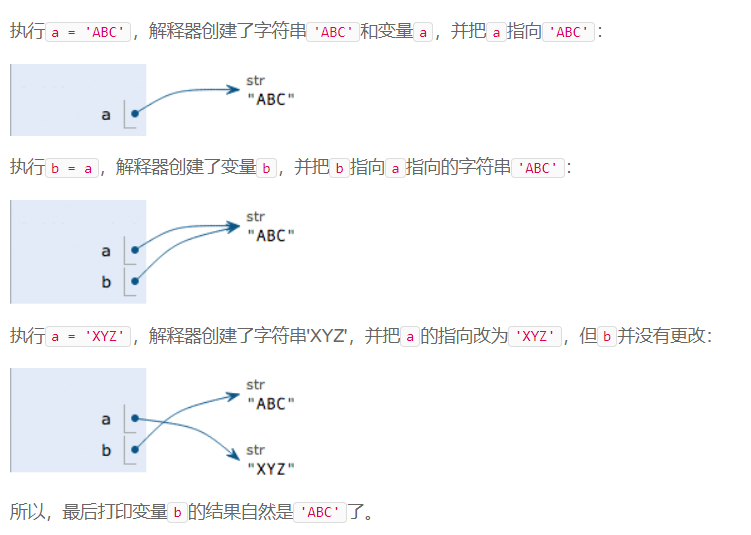 执行a = 'ABC'，解释器创建了字符串'ABC'和变量a，并把a指向'ABC'：
str
"ABC"
a
执行b = a，解释器创建了变量b，并把b指向a指向的字符串'ABC'：
str
"ABC"
a
b
执行a = 'XYZ'，解释器创建了字符串'XYZ'，并把a的指向改为'XYZ'，但b并没有更改：
str
"ABC"
a
b
str
"XYZ"
所以，最后打印变量b的结果自然是'ABC'了。